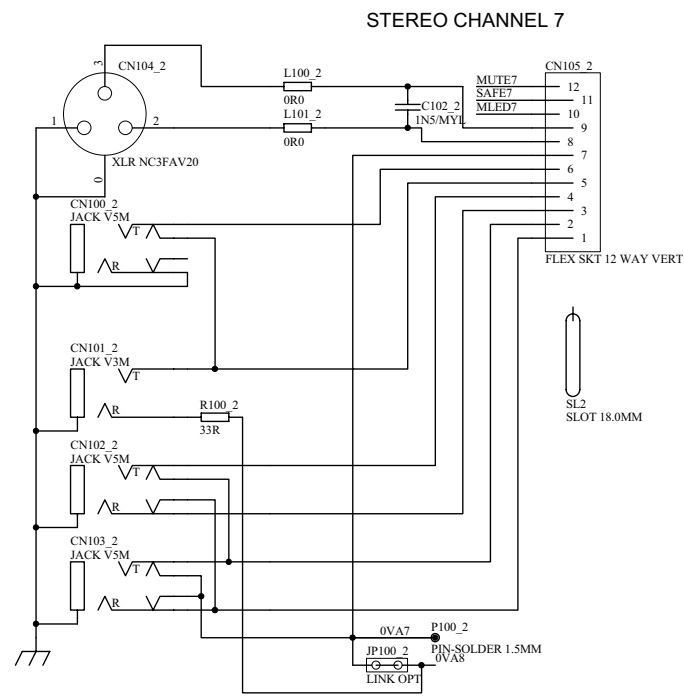 STEREO CHANNEL 7
CN104_2
3
1
2
0
XLR NC3FAV20
L100_2
0R0
L101_2
0R0
C102_2
1N5/MYL
CN105_2
MUTE7
SAFE7
MLED7
12
11
10
9
8
7
6
5
4
3
2
1
FLEX SKT 12 WAY VERT
CN100_2
JACK V5M
T
R
CN101_2
JACK V3M
T
R
R100_2
33R
SL2
SLOT 18.0MM
CN102_2
JACK V5M
T
R
CN103_2
JACK V5M
T
R
0VA7
P100_2
PIN-SOLDER 1.5MM
0VA8
JP100_2
LINK OPT